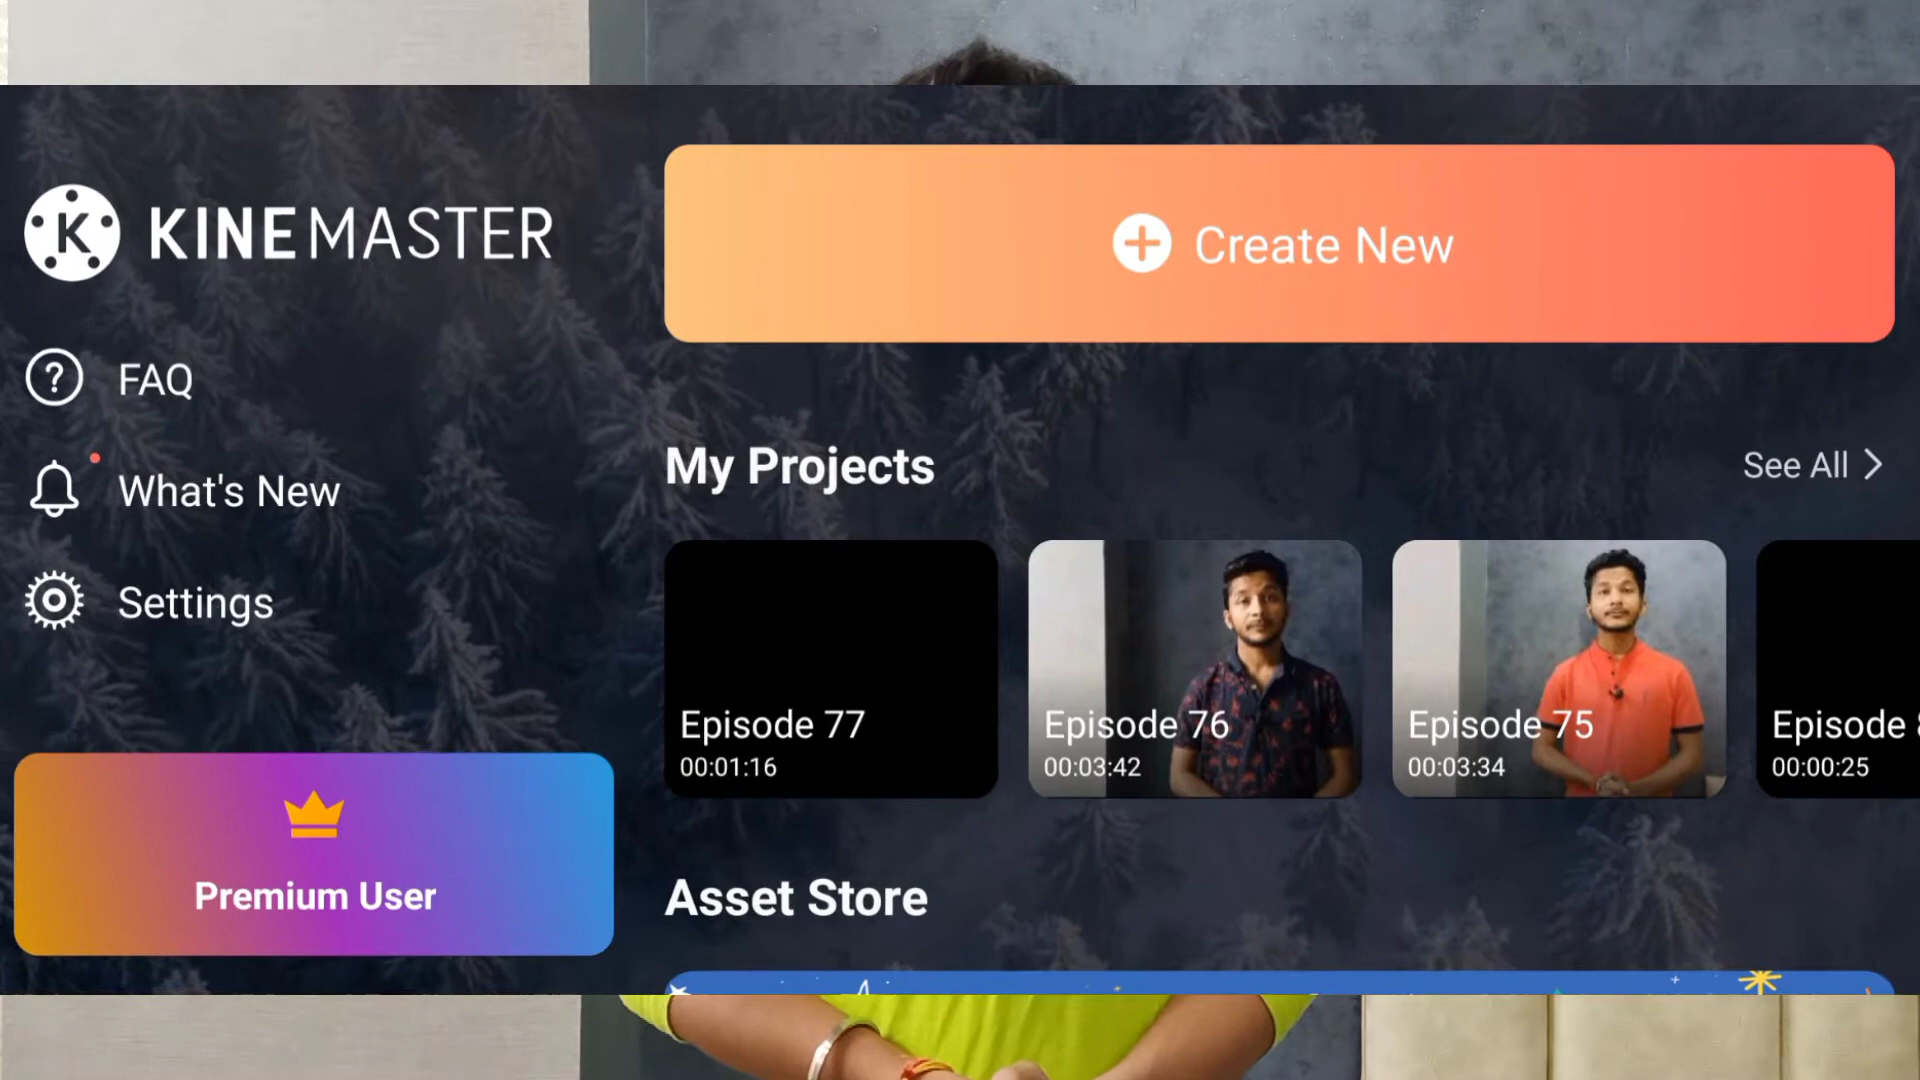 K KINEMASTER
FAQ
What's New
Settings
Premium User
Create New
My Projects
See All
Episode 77
00:01:16
Episode 76
00:03:42
Episode 75
00:03:34
Episode
00:00:25
Asset Store